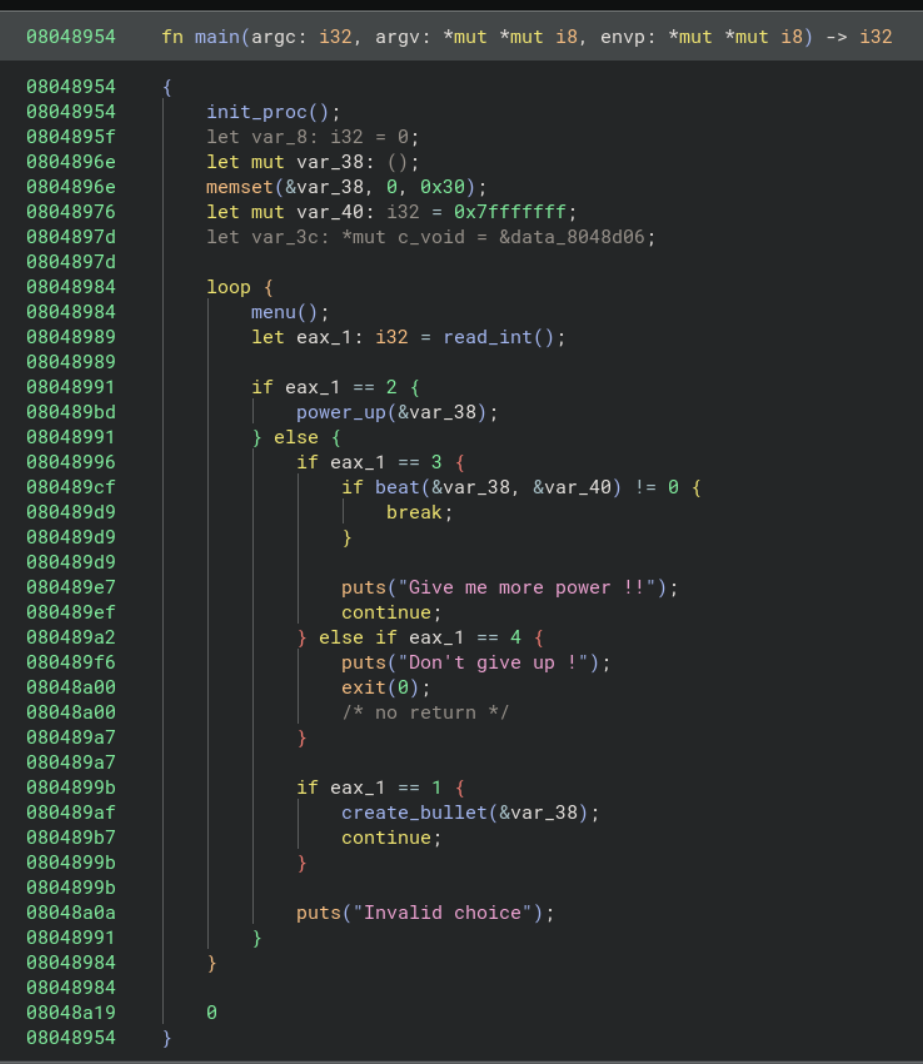 08048954 fn main(argc: i32, argv: *mut *mut i8, envp: *mut *mut i8) -> i32
08048954 {
08048954 init_proc();
0804895f let var_8: i32 = 0;
0804896e let mut var_38: ();
0804896e memset(&var_38, 0, 0x30);
08048976 let mut var_40: i32 = 0x7fffffff;
0804897d let var_3c: *mut c_void = &data_8048d06;
0804897d
08048984 loop {
08048984 menu();
08048989 let eax_1: i32 = read_int();
08048989
08048991 if eax_1 == 2 {
080489bd power_up(&var_38);
08048991 } else {
08048996 if eax_1 == 3 {
080489cf if beat(&var_38, &var_40) != 0 {
080489d9 break;
080489d9 }
080489d9
080489e7 puts("Give me more power !!");
080489ef continue;
080489a2 } else if eax_1 == 4 {
080489f6 puts("Don't give up !");
08048a00 exit(0);
08048a00 /* no return */
080489a7 }
080489a7
0804899b if eax_1 == 1 {
080489af create_bullet(&var_38);
080489b7 continue;
0804899b }
0804899b
08048a0a puts("Invalid choice");
08048991 }
08048984 }
08048984
08048a19 0
08048954 }